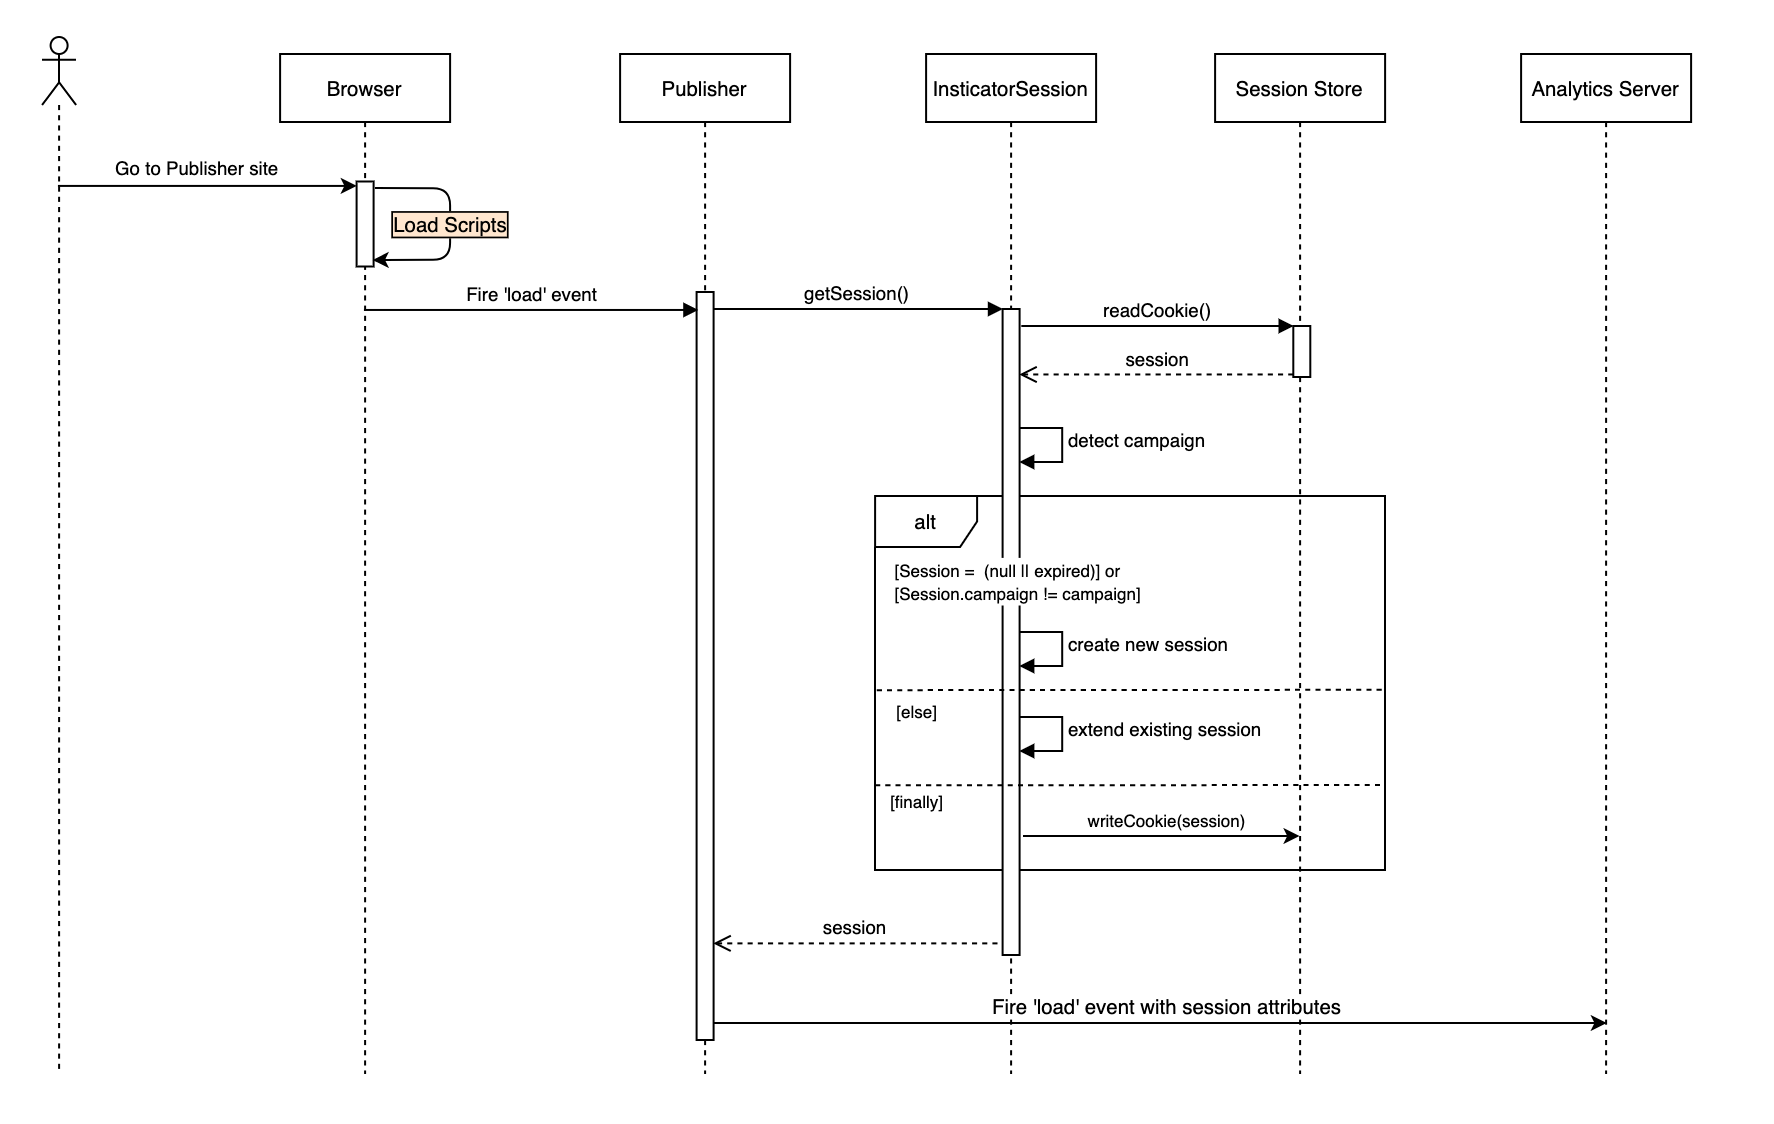 Browser
Publisher
InsticatorSession
Session Store
Analytics Server
Go to Publisher site
Load Scripts
Fire 'load' event
getSession()
readCookie()
session
detect campaign
alt
[Session =  (null || expired)] or
[Session.campaign != campaign]
create new session
[else]
extend existing session
[finally]
writeCookie(session)
session
Fire 'load' event with session attributes